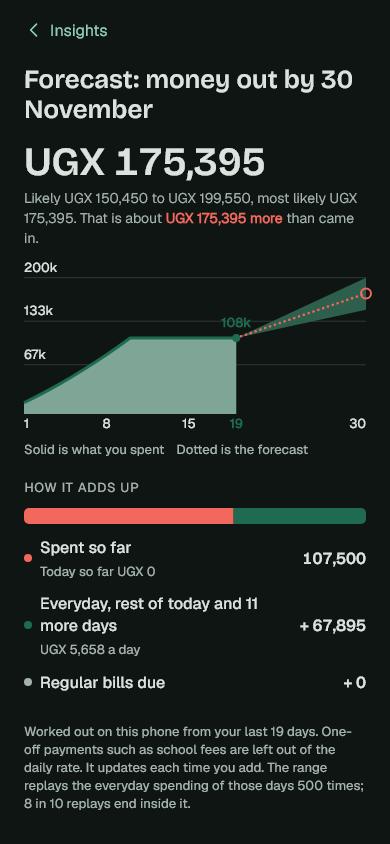 Insights
Forecast: money out by 30
November
UGX 175,395
Likely UGX 150,450 to UGX 199,550, most likely UGX
175,395. That is about UGX 175,395 more than came
in.
200k
133k
108k
67k
1 8 15 19 30
Solid is what you spent Dotted is the forecast
HOW IT ADDS UP
Spent so far
107,500
Today so far UGX 0
Everyday, rest of today and 11
more days
+ 67,895
UGX 5,658 a day
Regular bills due
+ 0
Worked out on this phone from your last 19 days. One-
off payments such as school fees are left out of the
daily rate. It updates each time you add. The range
replays the everyday spending of those days 500 times;
8 in 10 replays end inside it.